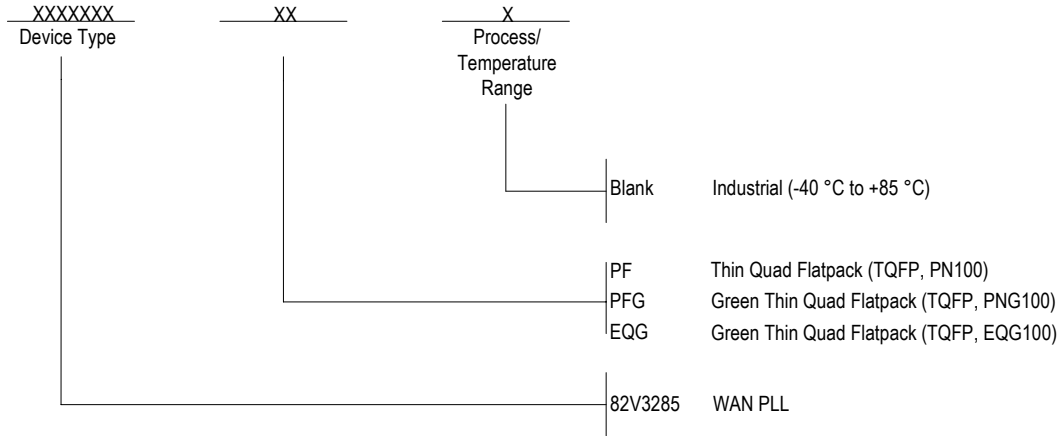 XXXXXXX XX X
Device Type
Process/
Temperature
Range
Blank Industrial (-40 °C to +85 °C)
PF Thin Quad Flatpack (TQFP, PN100)
PFG Green Thin Quad Flatpack (TQFP, PNG100)
EQG Green Thin Quad Flatpack (TQFP, EQG100)
82V3285 WAN PLL